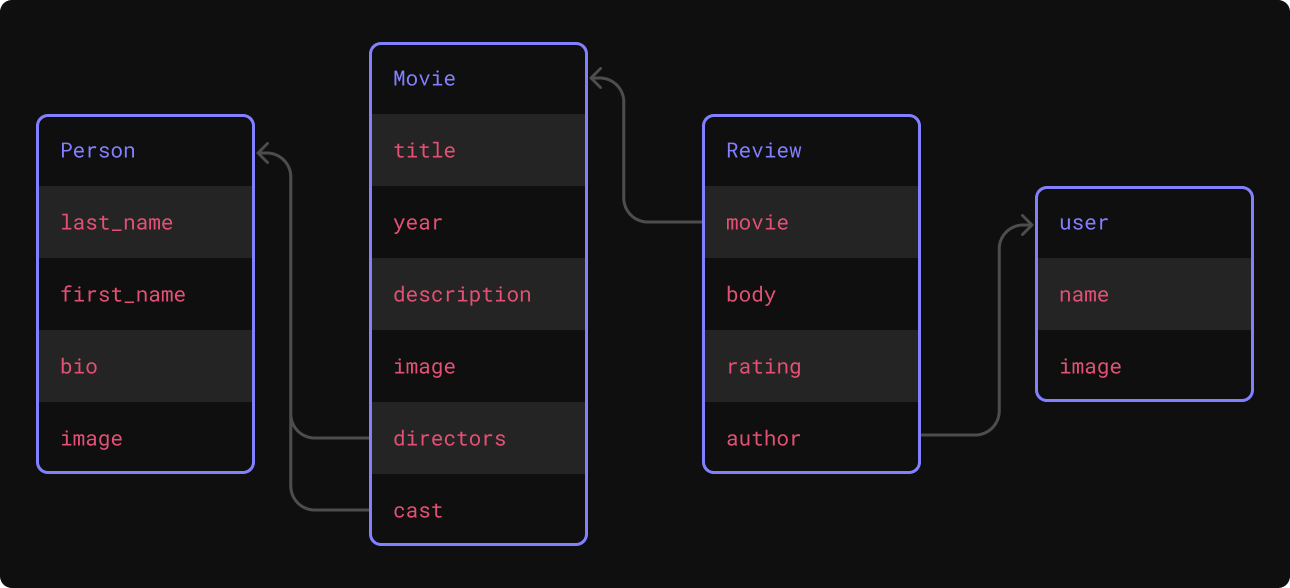 Person
last_name
first_name
bio
image
Movie
title
year
description
image
directors
cast
Review
movie
body
rating
author
user
name
image